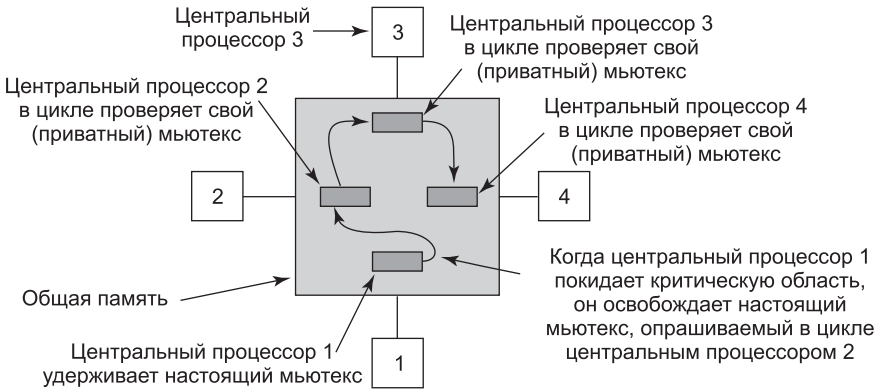 Центральный
процессор 3
3
Центральный процессор 3
в цикле проверяет свой
(приватный) мьютекс
Центральный процессор 2
в цикле проверяет свой
(приватный) мьютекс
Центральный процессор 4
в цикле проверяет свой
(приватный) мьютекс
2
4
Общая память
Когда центральный процессор 1
покидает критическую область,
он освобождает настоящий
мьютекс, опрашиваемый в цикле
центральным процессором 2
Центральный процессор 1
удерживает настоящий мьютекс
1